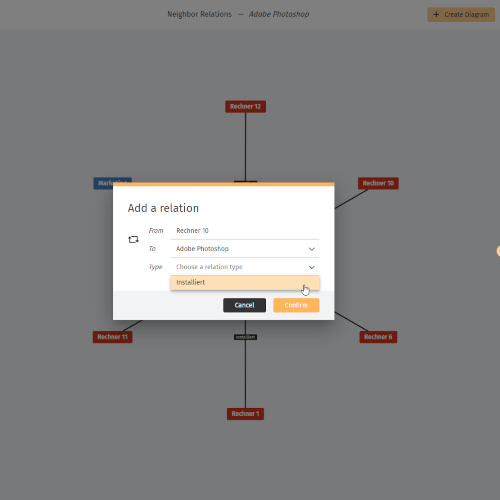 Neighbor Relations — Adobe Photoshop
+ Create Diagram
Rechner 12
Rechner 10
Add a relation
From Rechner 10
To Adobe Photoshop
Type Choose a relation type
Installiert
Cancel Confirm
Rechner 11
installiert
Rechner 6
Rechner 1